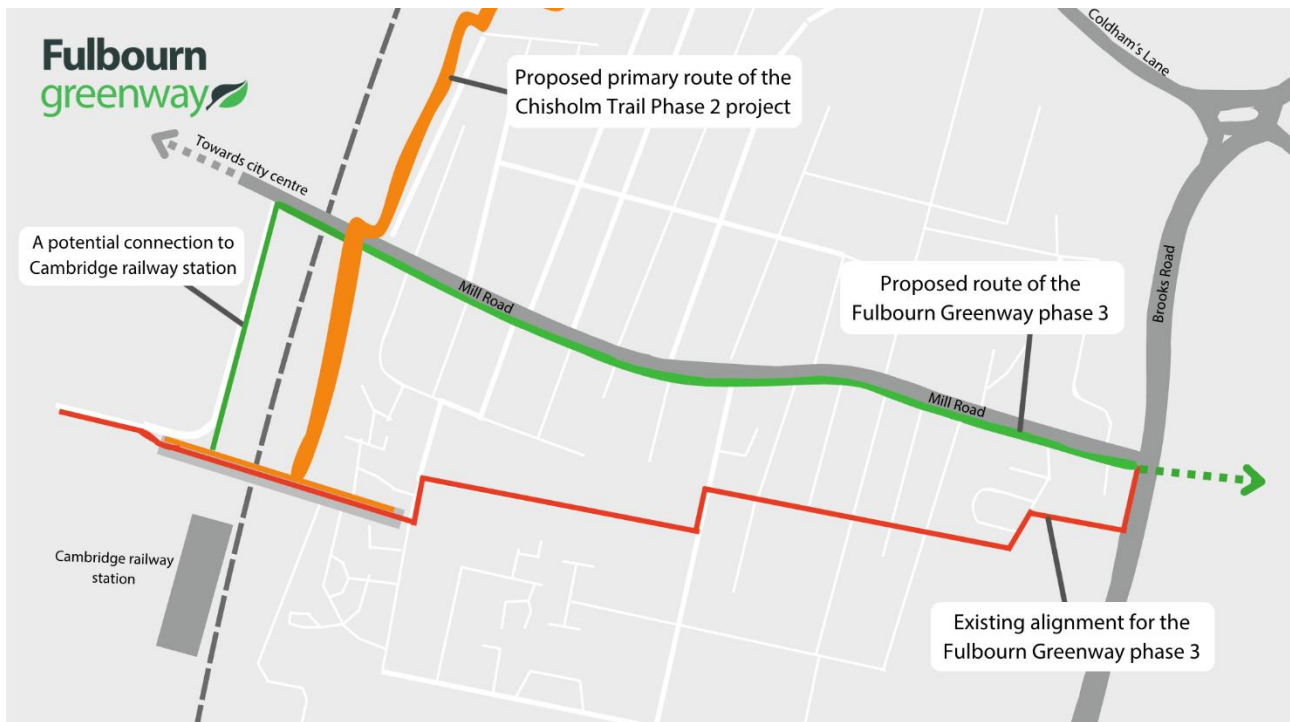 Fulbourn
greenway
Coldham's Lane
Proposed primary route of the
Chisholm Trail Phase 2 project
Towards city centre
A potential connection to
Cambridge railway station
Mill Road
Proposed route of the
Fulbourn Greenway phase 3
Brooks Road
Mill Road
Cambridge railway
station
Existing alignment for the
Fulbourn Greenway phase 3